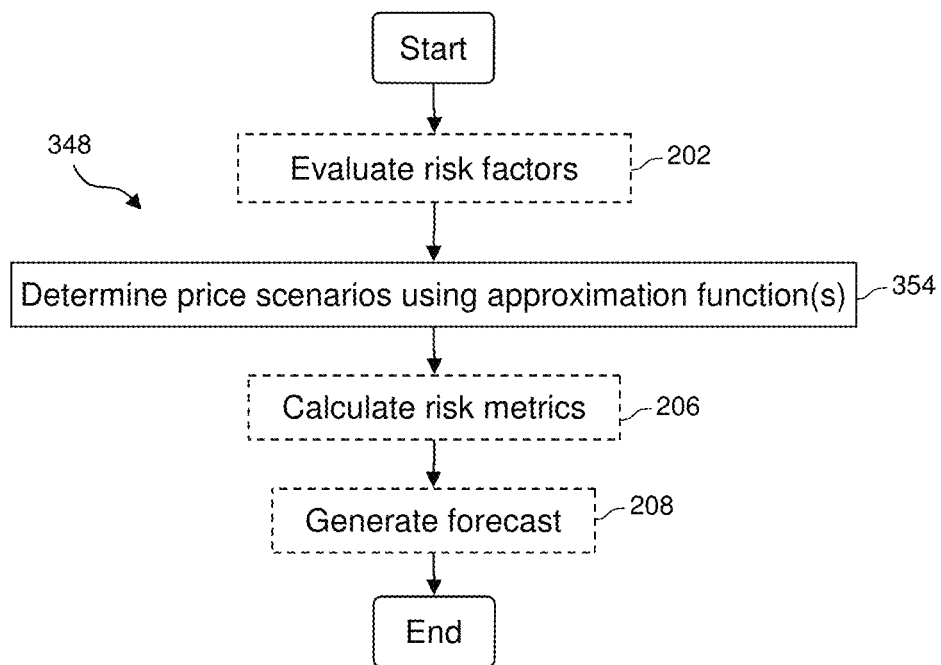 Start
348
Evaluate risk factors
202
Determine price scenarios using approximation function(s)
354
Calculate risk metrics
206
Generate forecast
208
End